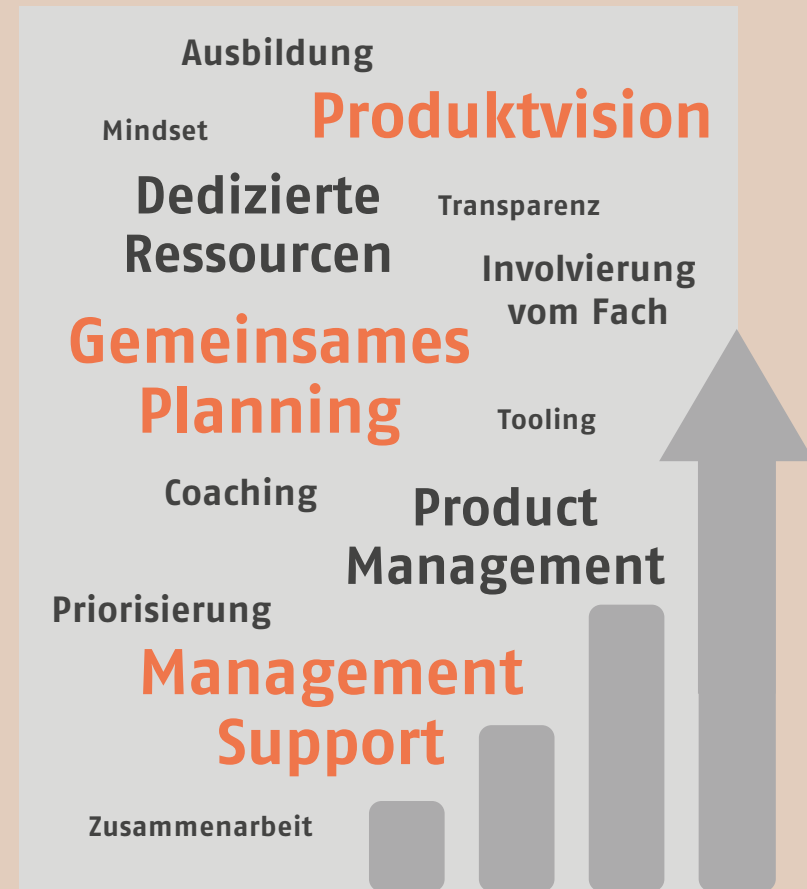 Ausbildung
Produktvision
Mindset
Dedizierte
Ressourcen
Transparenz
Involvierung
vom Fach
Gemeinsames
Planning
Tooling
Coaching
Product
Management
Priorisierung
Management
Support
Zusammenarbeit